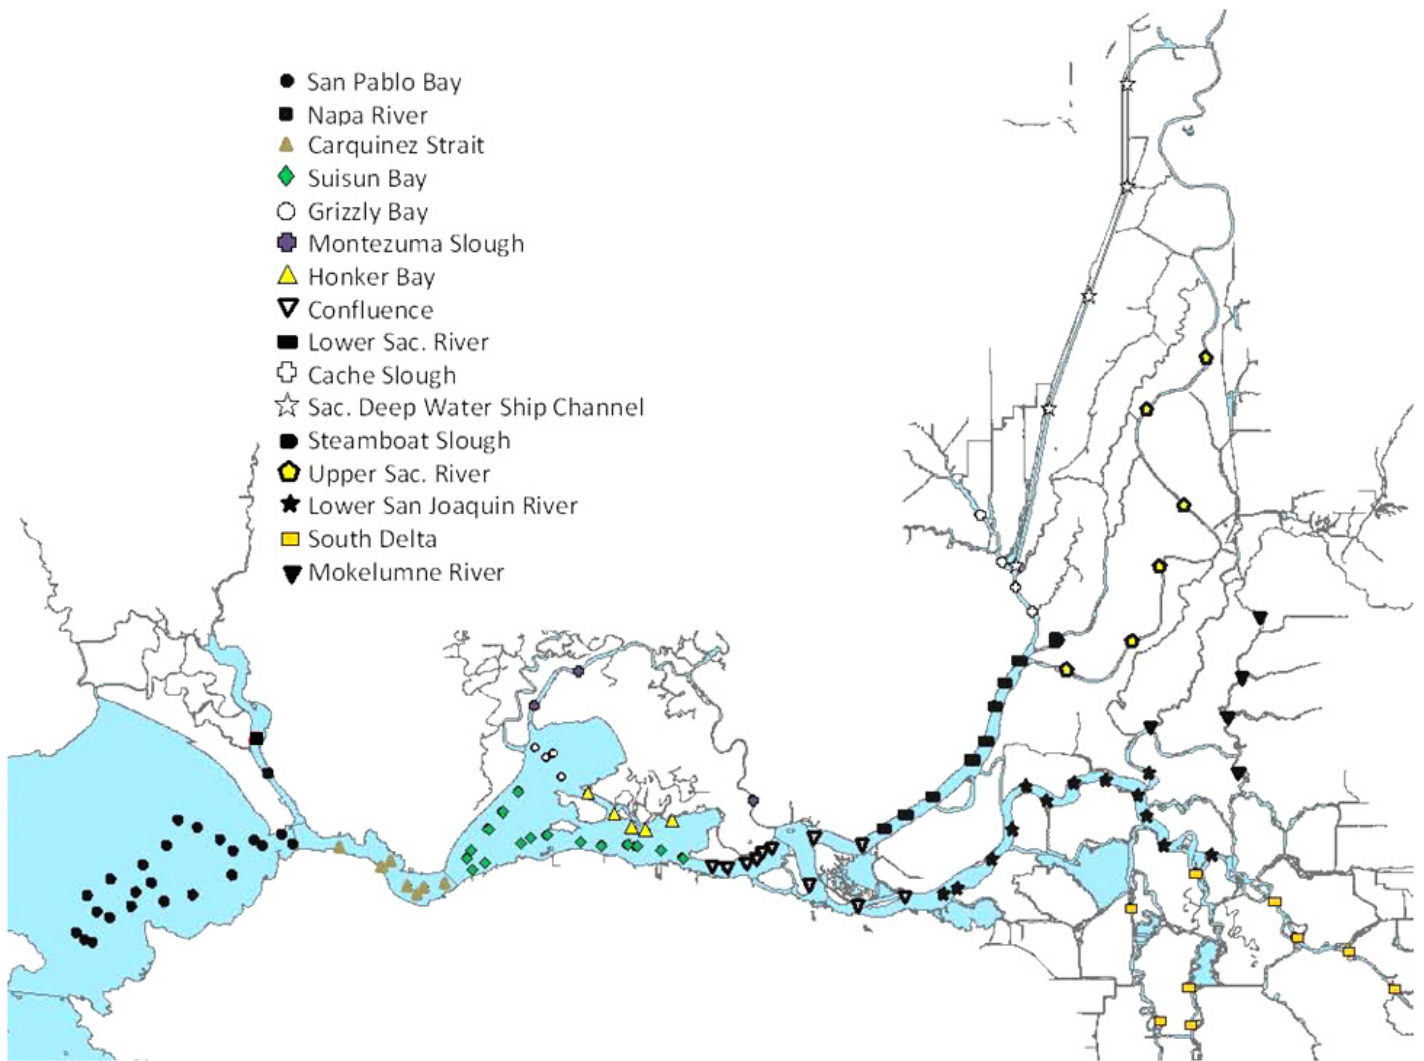 San Pablo Bay
Napa River
Carquinez Strait
Suisun Bay
Grizzly Bay
Montezuma Slough
Honker Bay
Confluence
Lower Sac. River
Cache Slough
Sac. Deep Water Ship Channel
Steamboat Slough
Upper Sac. River
Lower San Joaquin River
South Delta
Mokelumne River